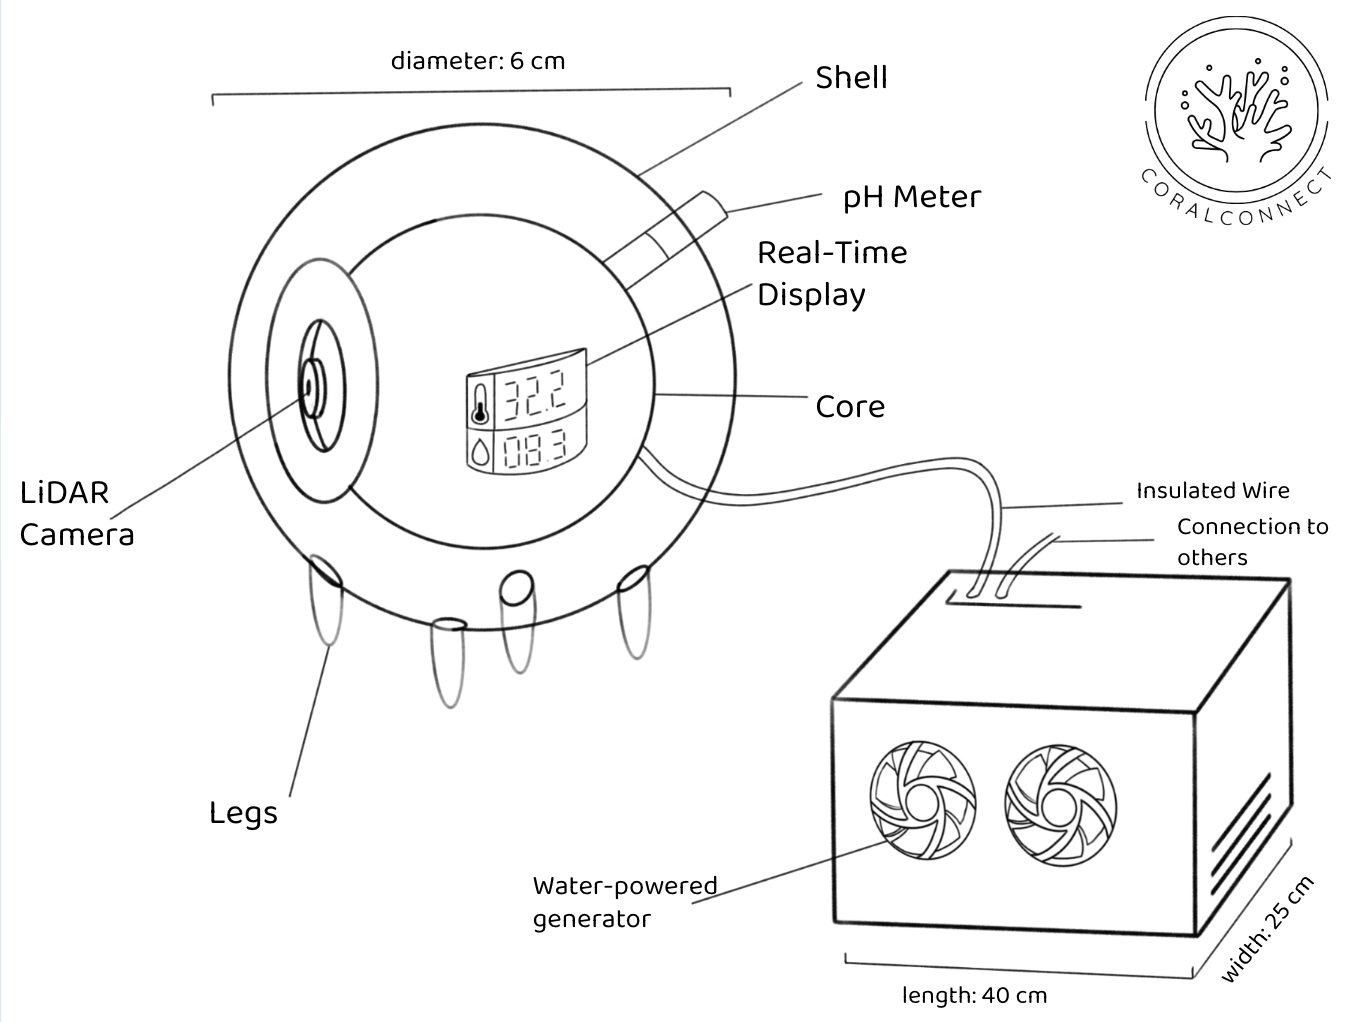 diameter: 6 cm
Shell
CORALCONNECT
pH Meter
Real-Time
Display
32.2
08.3
Core
LiDAR
Camera
Insulated Wire
Connection to
others
Legs
Water-powered
generator
width: 25 cm
length: 40 cm